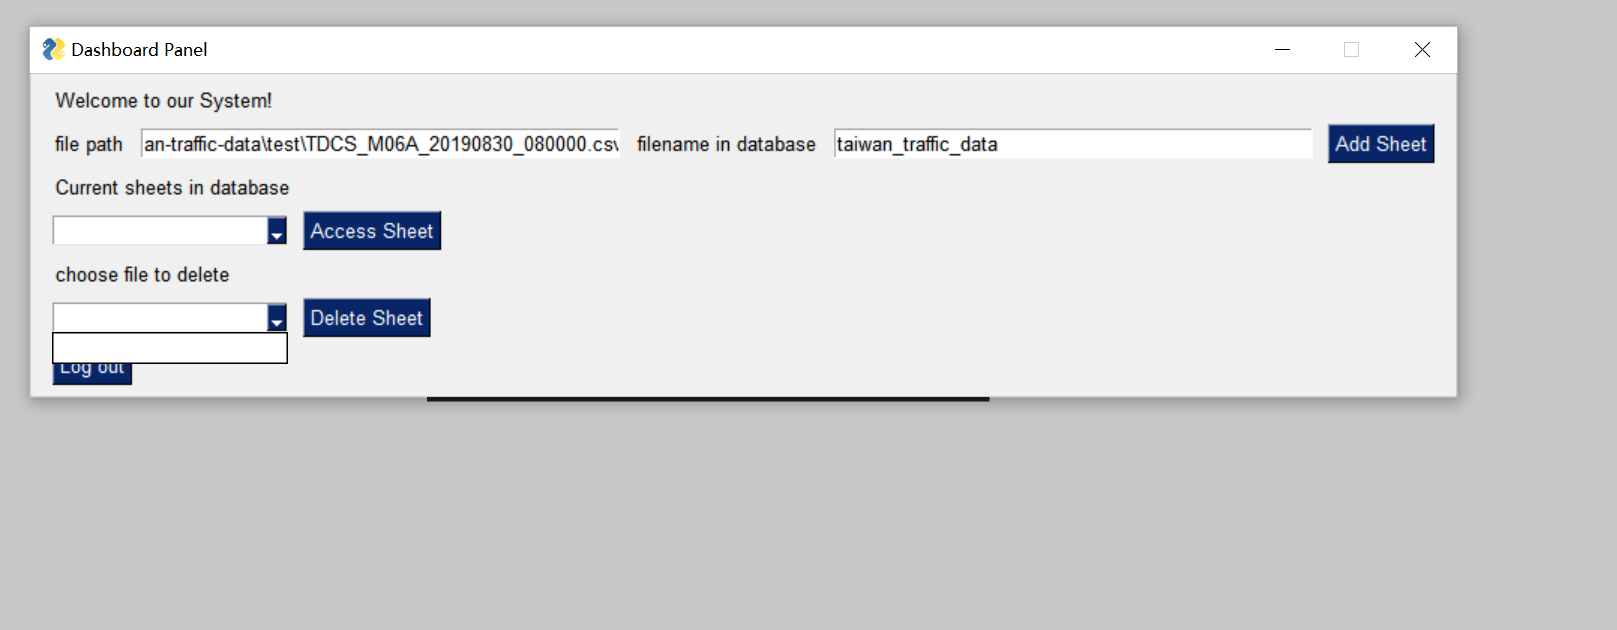 Dashboard Panel
Welcome to our System!
file path an-traffic-data\test\TDCS_M06A_20190830_080000.csv filename in database taiwan_traffic_data Add Sheet
Current sheets in database
Access Sheet
choose file to delete
Delete Sheet
Log out